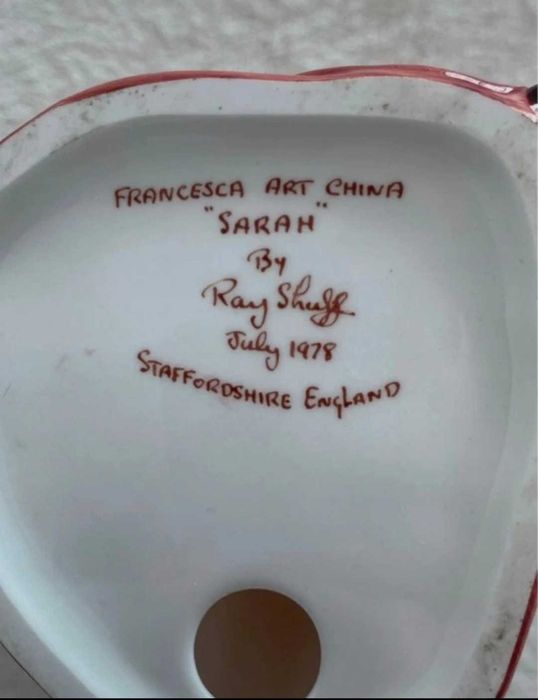 FRANCESCA ART CHINA
"SARAH"
By
Ray Shuff
July 1978
STAFFORDSHIRE ENGLAND